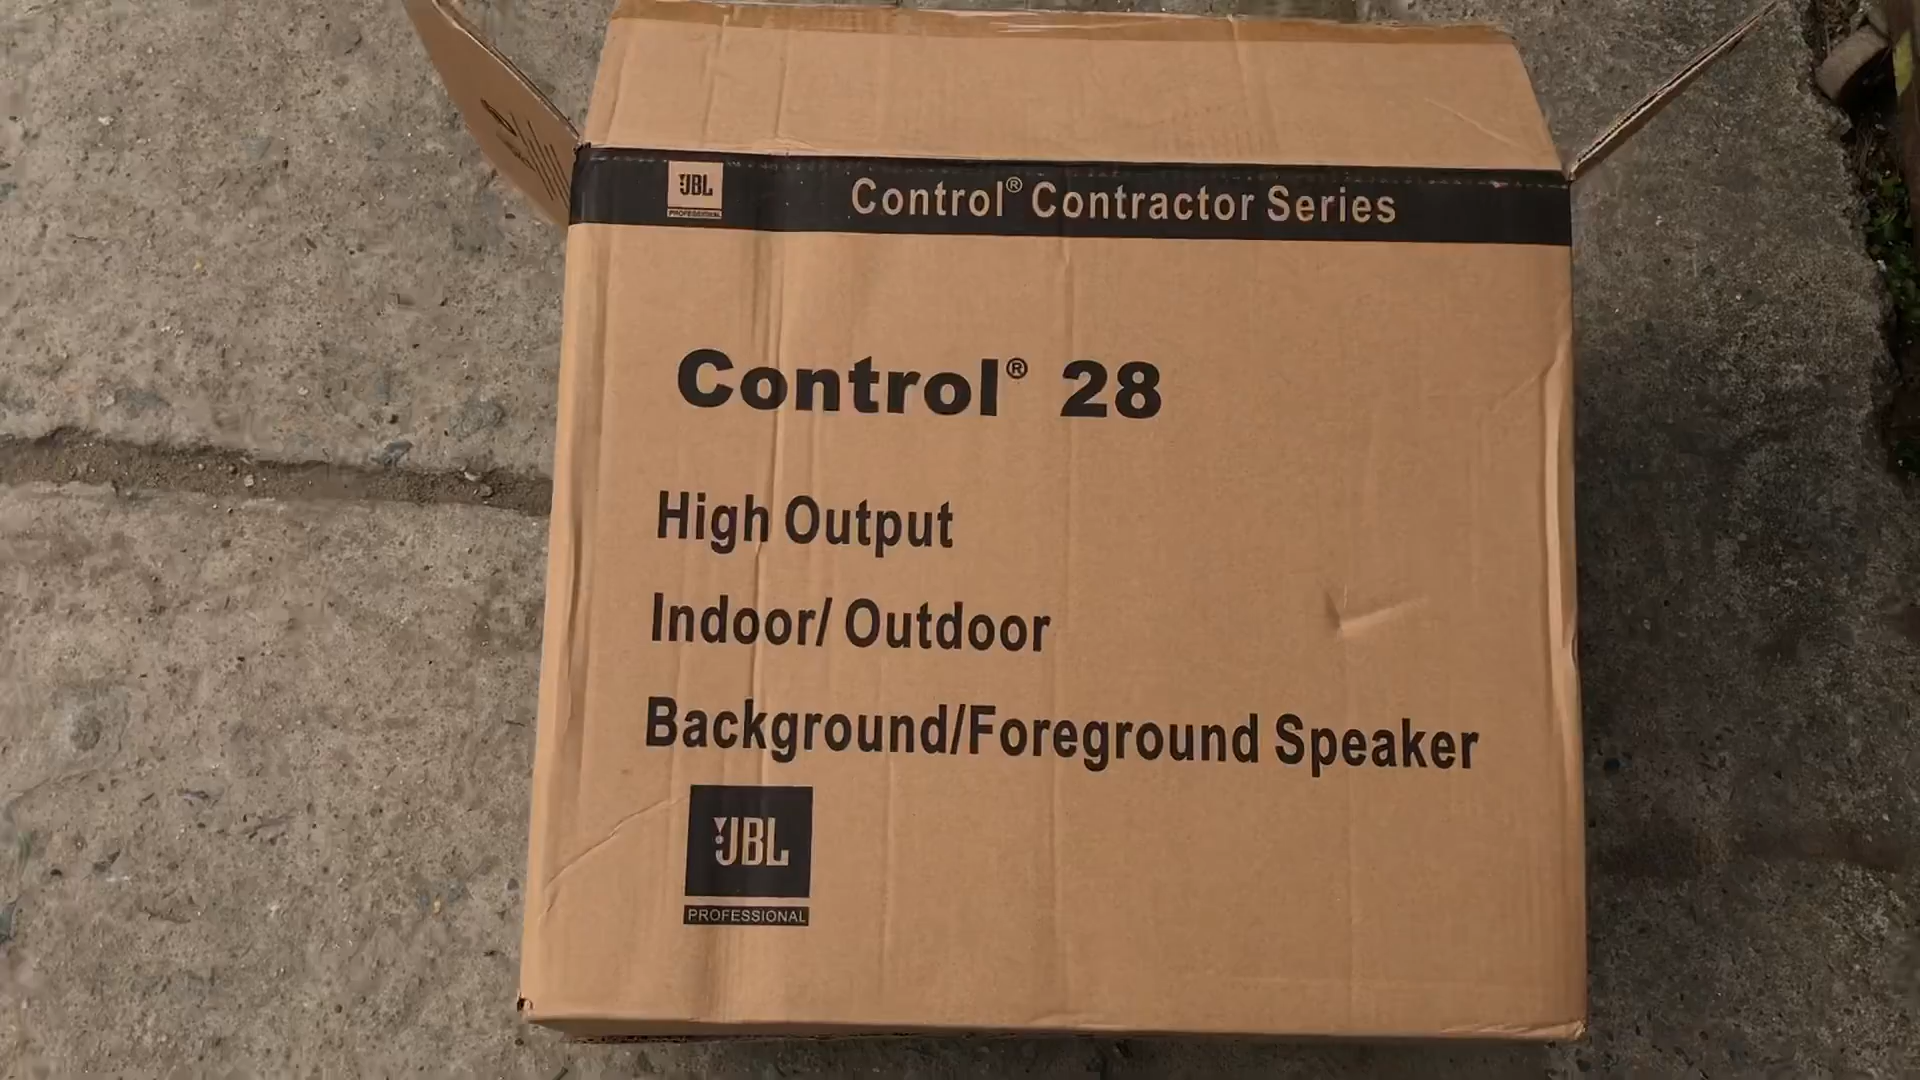 JBL
PROFESSIONAL
Control® Contractor Series
Control® 28
High Output
Indoor/ Outdoor
Background/Foreground Speaker
JBL
PROFESSIONAL